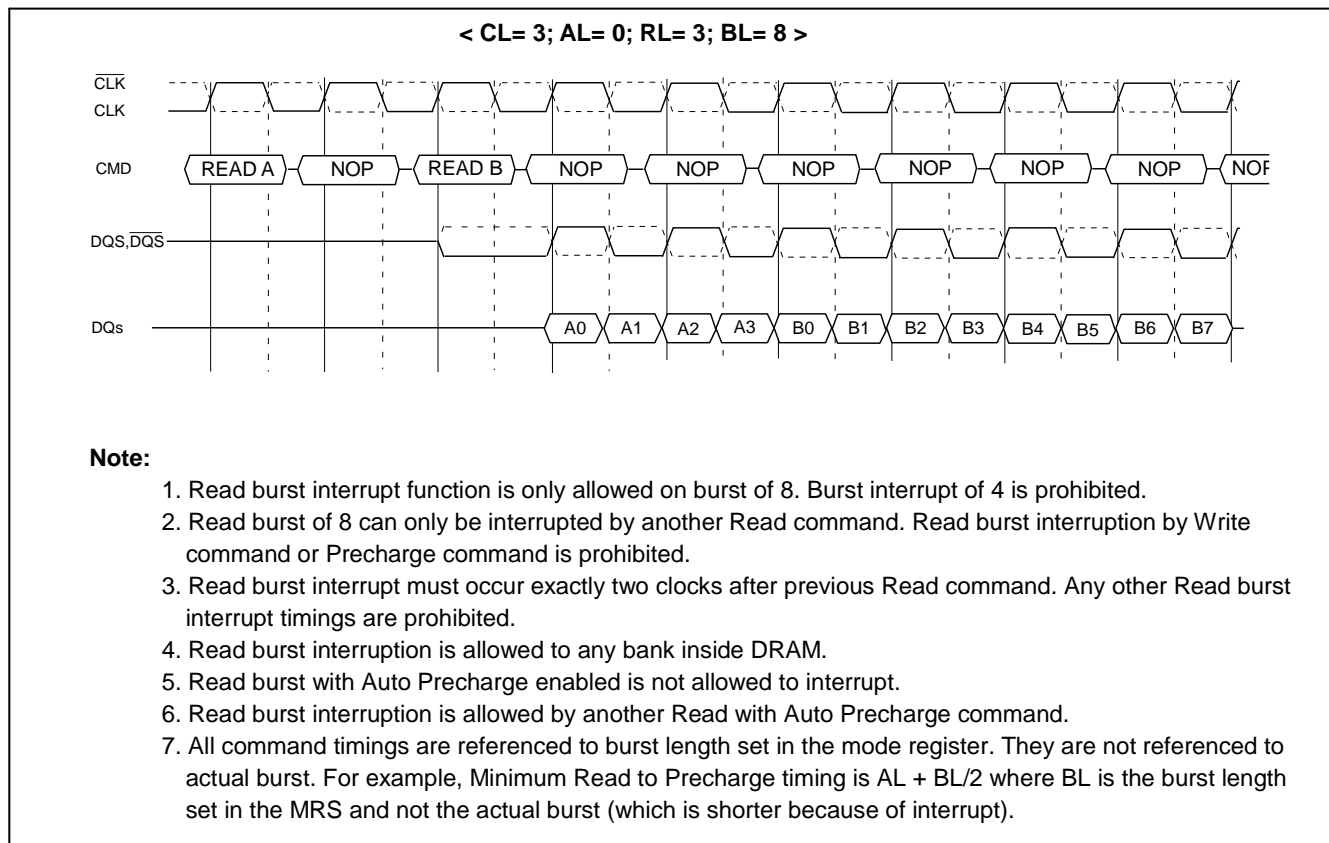 < CL= 3; AL= 0; RL= 3; BL= 8 >
CLK
CLK
CMD READ A NOP READ B NOP NOP NOP NOP NOP NOP NOP
DQS,DQS
DQs A0 A1 A2 A3 B0 B1 B2 B3 B4 B5 B6 B7
Note:
1. Read burst interrupt function is only allowed on burst of 8. Burst interrupt of 4 is prohibited.
2. Read burst of 8 can only be interrupted by another Read command. Read burst interruption by Write
command or Precharge command is prohibited.
3. Read burst interrupt must occur exactly two clocks after previous Read command. Any other Read burst
interrupt timings are prohibited.
4. Read burst interruption is allowed to any bank inside DRAM.
5. Read burst with Auto Precharge enabled is not allowed to interrupt.
6. Read burst interruption is allowed by another Read with Auto Precharge command.
7. All command timings are referenced to burst length set in the mode register. They are not referenced to
actual burst. For example, Minimum Read to Precharge timing is AL + BL/2 where BL is the burst length
set in the MRS and not the actual burst (which is shorter because of interrupt).